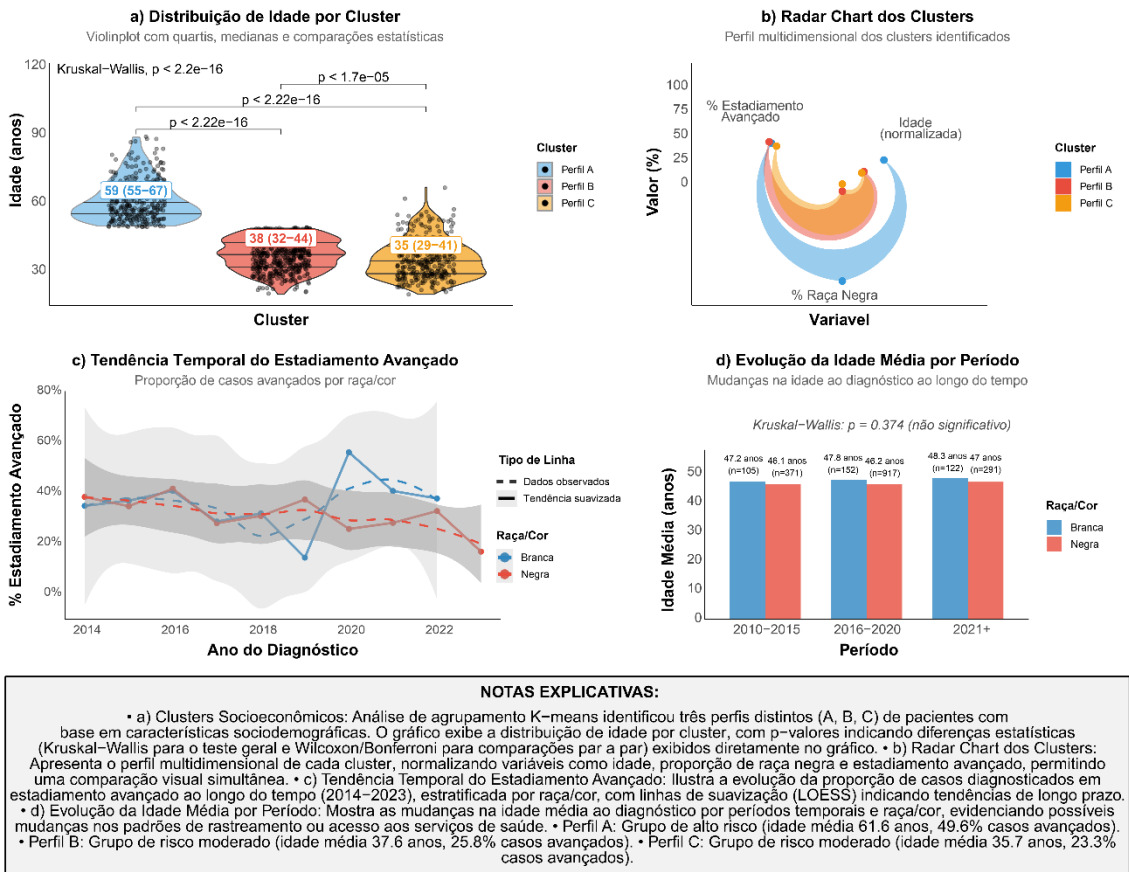 a) Distribuição de Idade por Cluster
Violinplot com quartis, medianas e comparações estatísticas
120
90
60
30
Idade (anos)
Kruskal−Wallis, p < 2.2e−16
p < 1.7e−05
p < 2.22e−16
p < 2.22e−16
59 (55−67)
38 (32−44)
35 (29−41)
Cluster
Cluster
Perfil A
Perfil B
Perfil C
b) Radar Chart dos Clusters
Perfil multidimensional dos clusters identificados
100
75
50
25
0
Valor (%)
% Estadiamento
Avançado
Idade
(normalizada)
% Raça Negra
Variavel
Cluster
Perfil A
Perfil B
Perfil C
c) Tendência Temporal do Estadiamento Avançado
Proporção de casos avançados por raça/cor
80%
60%
40%
20%
0%
% Estadiamento Avançado
2014
2016
2018
2020
2022
Ano do Diagnóstico
Tipo de Linha
Dados observados
Tendência suavizada
Raça/Cor
Branca
Negra
d) Evolução da Idade Média por Período
Mudanças na idade ao diagnóstico ao longo do tempo
Kruskal−Wallis: p = 0.374 (não significativo)
50
40
30
20
10
0
Idade Média (anos)
47.2 anos
(n=105)
46.1 anos
(n=371)
47.8 anos
(n=152)
46.2 anos
(n=917)
48.3 anos
(n=122)
47 anos
(n=291)
2010−2015
2016−2020
2021+
Período
Raça/Cor
Branca
Negra
NOTAS EXPLICATIVAS:
• a) Clusters Socioeconômicos: Análise de agrupamento K−means identificou três perfis distintos (A, B, C) de pacientes com
base em características sociodemográficas. O gráfico exibe a distribuição de idade por cluster, com p−valores indicando diferenças estatísticas
(Kruskal−Wallis para o teste geral e Wilcoxon/Bonferroni para comparações par a par) exibidos diretamente no gráfico. • b) Radar Chart dos Clusters:
Apresenta o perfil multidimensional de cada cluster, normalizando variáveis como idade, proporção de raça negra e estadiamento avançado, permitindo
uma comparação visual simultânea. • c) Tendência Temporal do Estadiamento Avançado: Ilustra a evolução da proporção de casos diagnosticados em
estadiamento avançado ao longo do tempo (2014−2023), estratificada por raça/cor, com linhas de suavização (LOESS) indicando tendências de longo prazo.
• d) Evolução da Idade Média por Período: Mostra as mudanças na idade média ao diagnóstico por períodos temporais e raça/cor, evidenciando possíveis
mudanças nos padrões de rastreamento ou acesso aos serviços de saúde. • Perfil A: Grupo de alto risco (idade média 61.6 anos, 49.6% casos avançados).
• Perfil B: Grupo de risco moderado (idade média 37.6 anos, 25.8% casos avançados). • Perfil C: Grupo de risco moderado (idade média 35.7 anos, 23.3%
casos avançados).